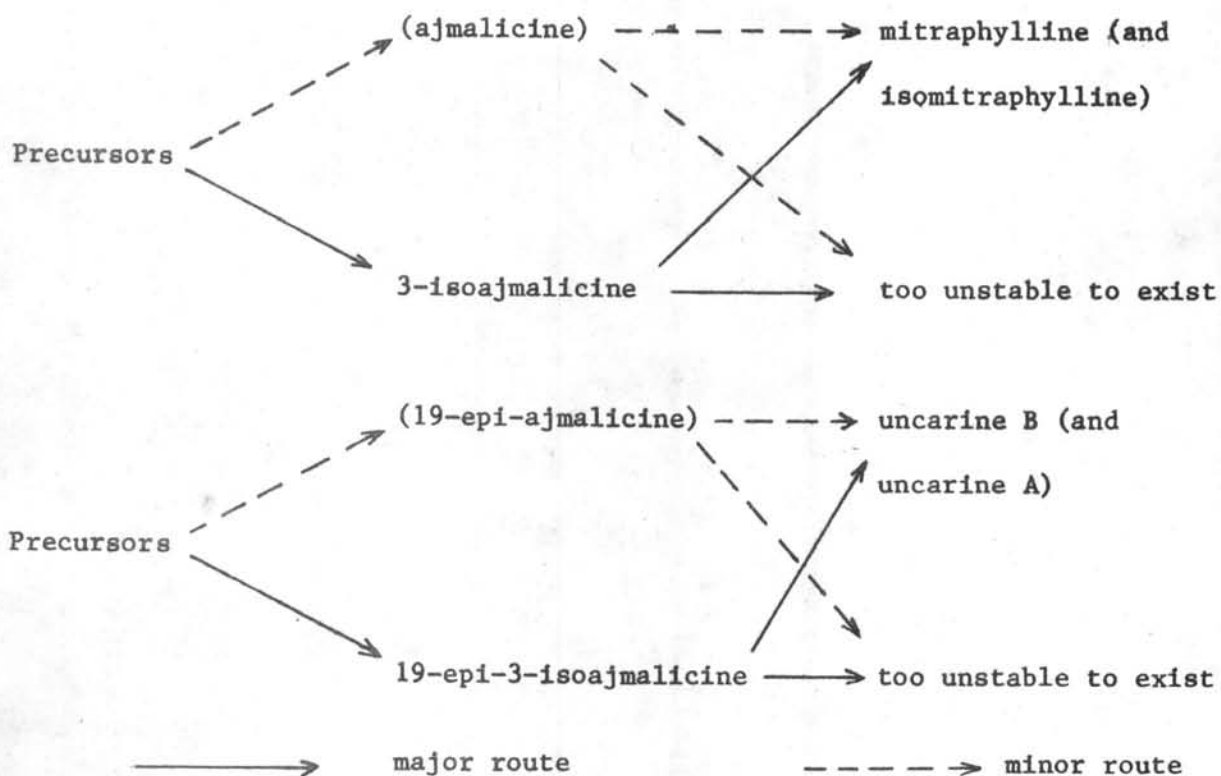 (ajmalicine) mitraphylline (and
isomitraphylline)
Precursors
3-isoajmalicine too unstable to exist
(19-epi-ajmalicine) uncarine B (and
uncarine A)
Precursors
19-epi-3-isoajmalicine too unstable to exist
major route minor route